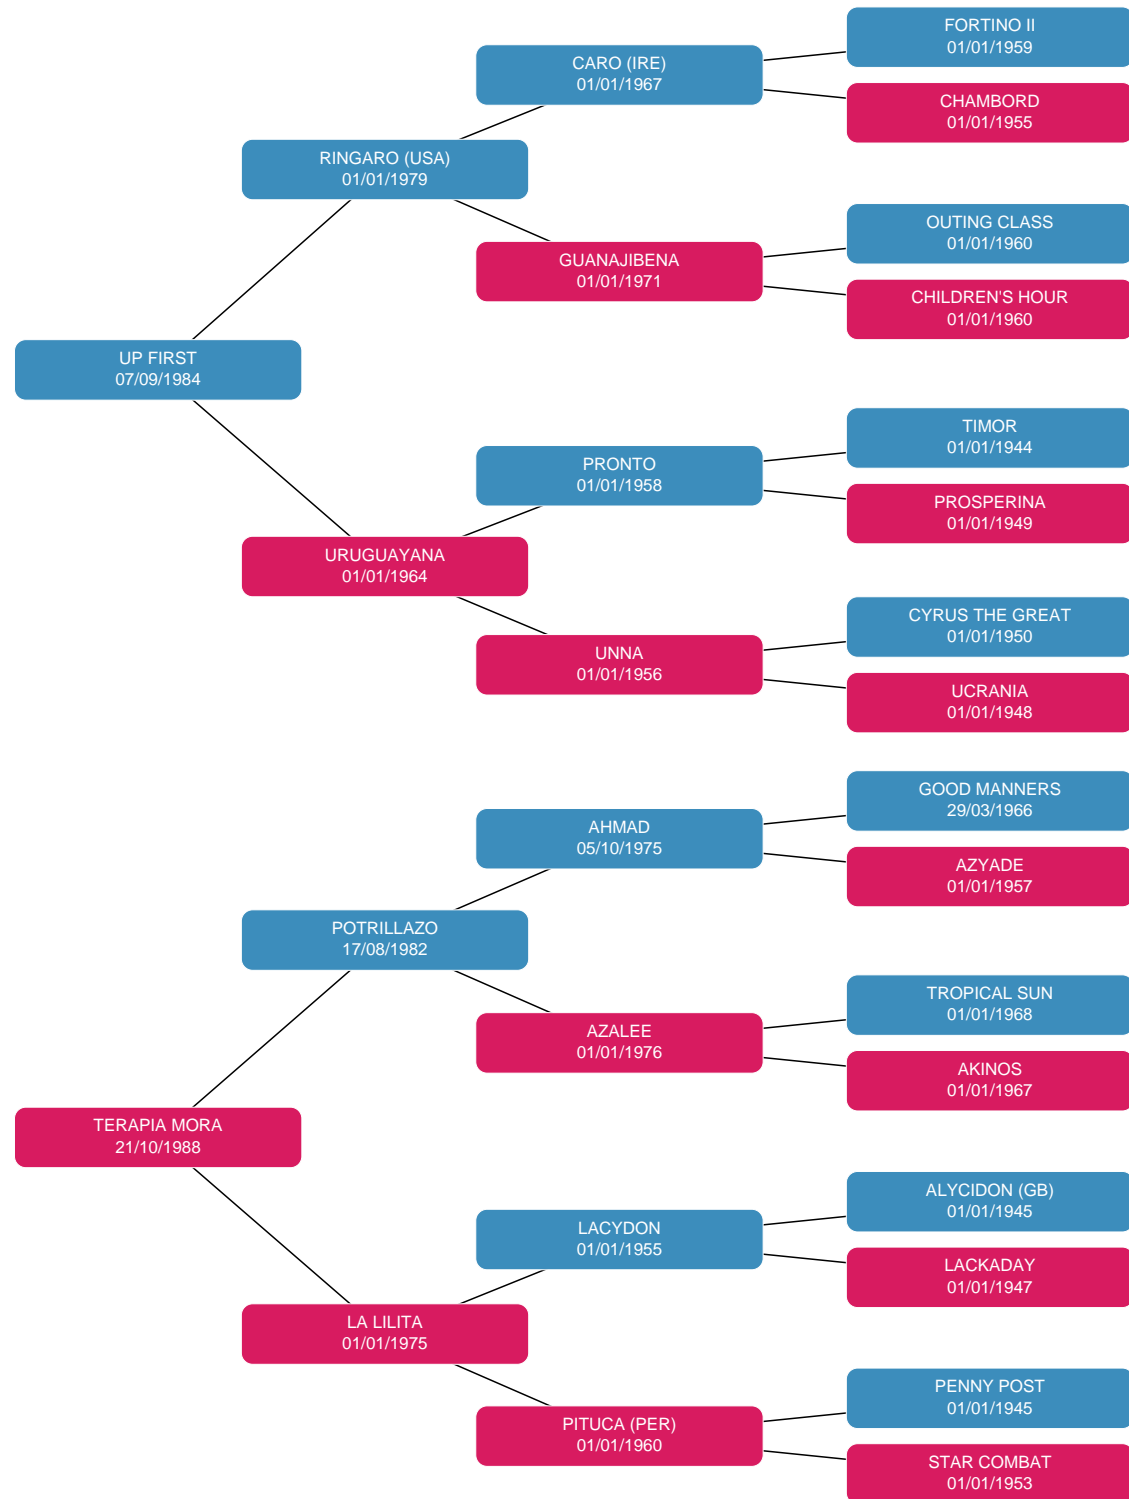 FORTINO II
01/01/1959
CARO (IRE)
01/01/1967
CHAMBORD
01/01/1955
RINGARO (USA)
01/01/1979
OUTING CLASS
01/01/1960
GUANAJIBENA
01/01/1971
CHILDREN'S HOUR
01/01/1960
UP FIRST
07/09/1984
TIMOR
01/01/1944
PRONTO
01/01/1958
PROSPERINA
01/01/1949
URUGUAYANA
01/01/1964
CYRUS THE GREAT
01/01/1950
UNNA
01/01/1956
UCRANIA
01/01/1948
GOOD MANNERS
29/03/1966
AHMAD
05/10/1975
AZYADE
01/01/1957
POTRILLAZO
17/08/1982
TROPICAL SUN
01/01/1968
AZALEE
01/01/1976
AKINOS
01/01/1967
TERAPIA MORA
21/10/1988
ALYCIDON (GB)
01/01/1945
LACYDON
01/01/1955
LACKADAY
01/01/1947
LA LILITA
01/01/1975
PENNY POST
01/01/1945
PITUCA (PER)
01/01/1960
STAR COMBAT
01/01/1953